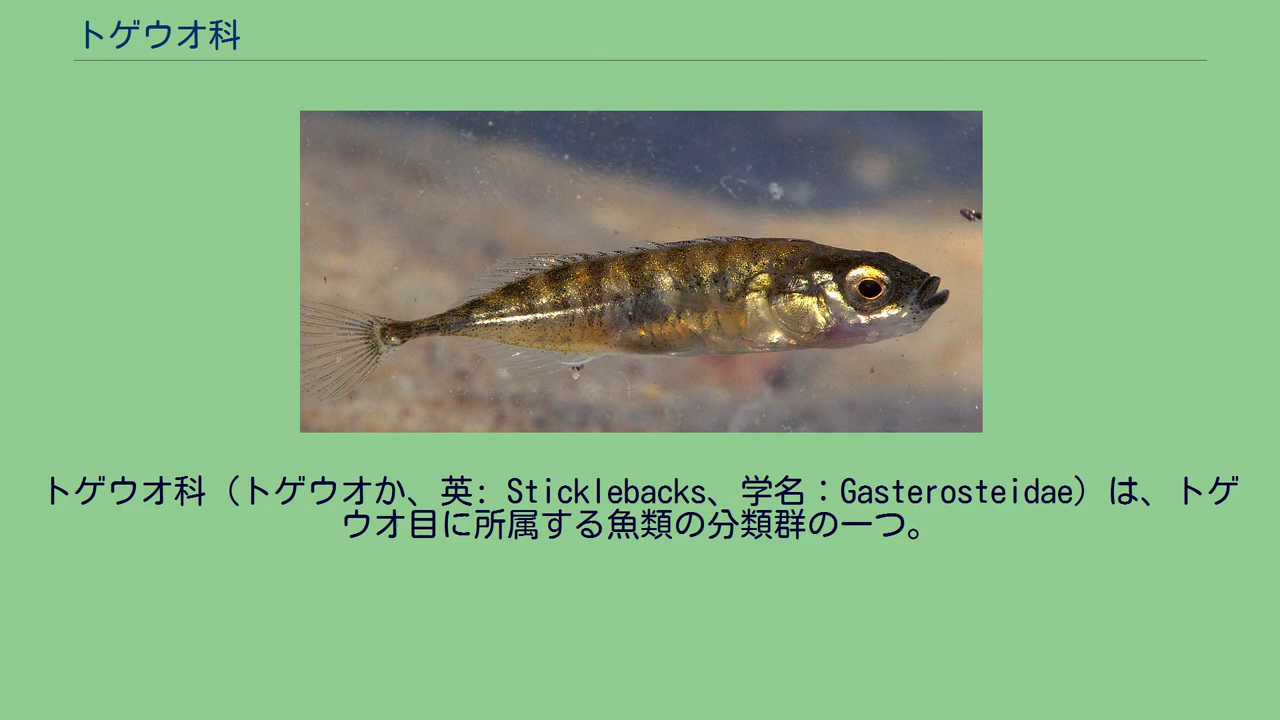 トゲウオ科
トゲウオ科（トゲウオか、英: Sticklebacks、学名：Gasterosteidae）は、トゲ
ウオ目に所属する魚類の分類群の一つ。